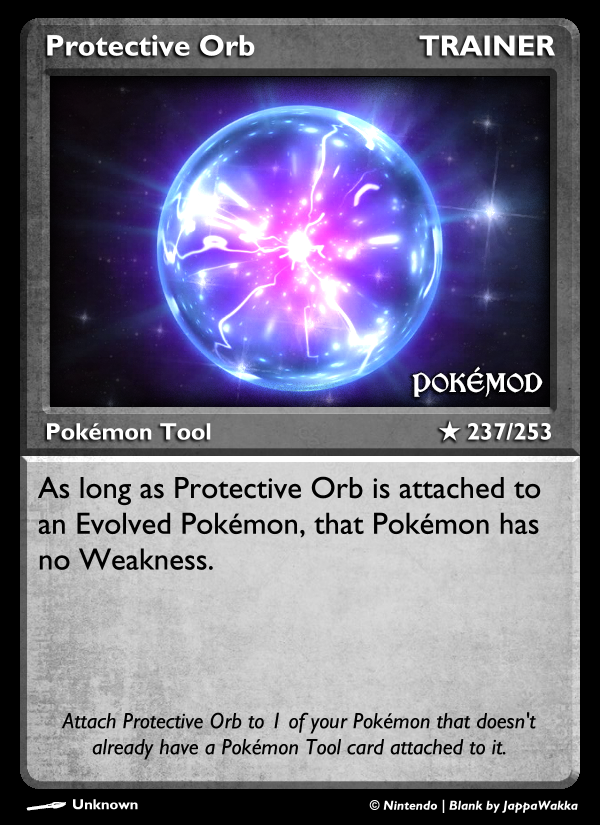 Protective Orb TRAINER
POKÉMOD
Pokémon Tool ★ 237/253
As long as Protective Orb is attached to
an Evolved Pokémon, that Pokémon has
no Weakness.
Attach Protective Orb to 1 of your Pokémon that doesn't
already have a Pokémon Tool card attached to it.
Unknown © Nintendo | Blank by JappaWakka